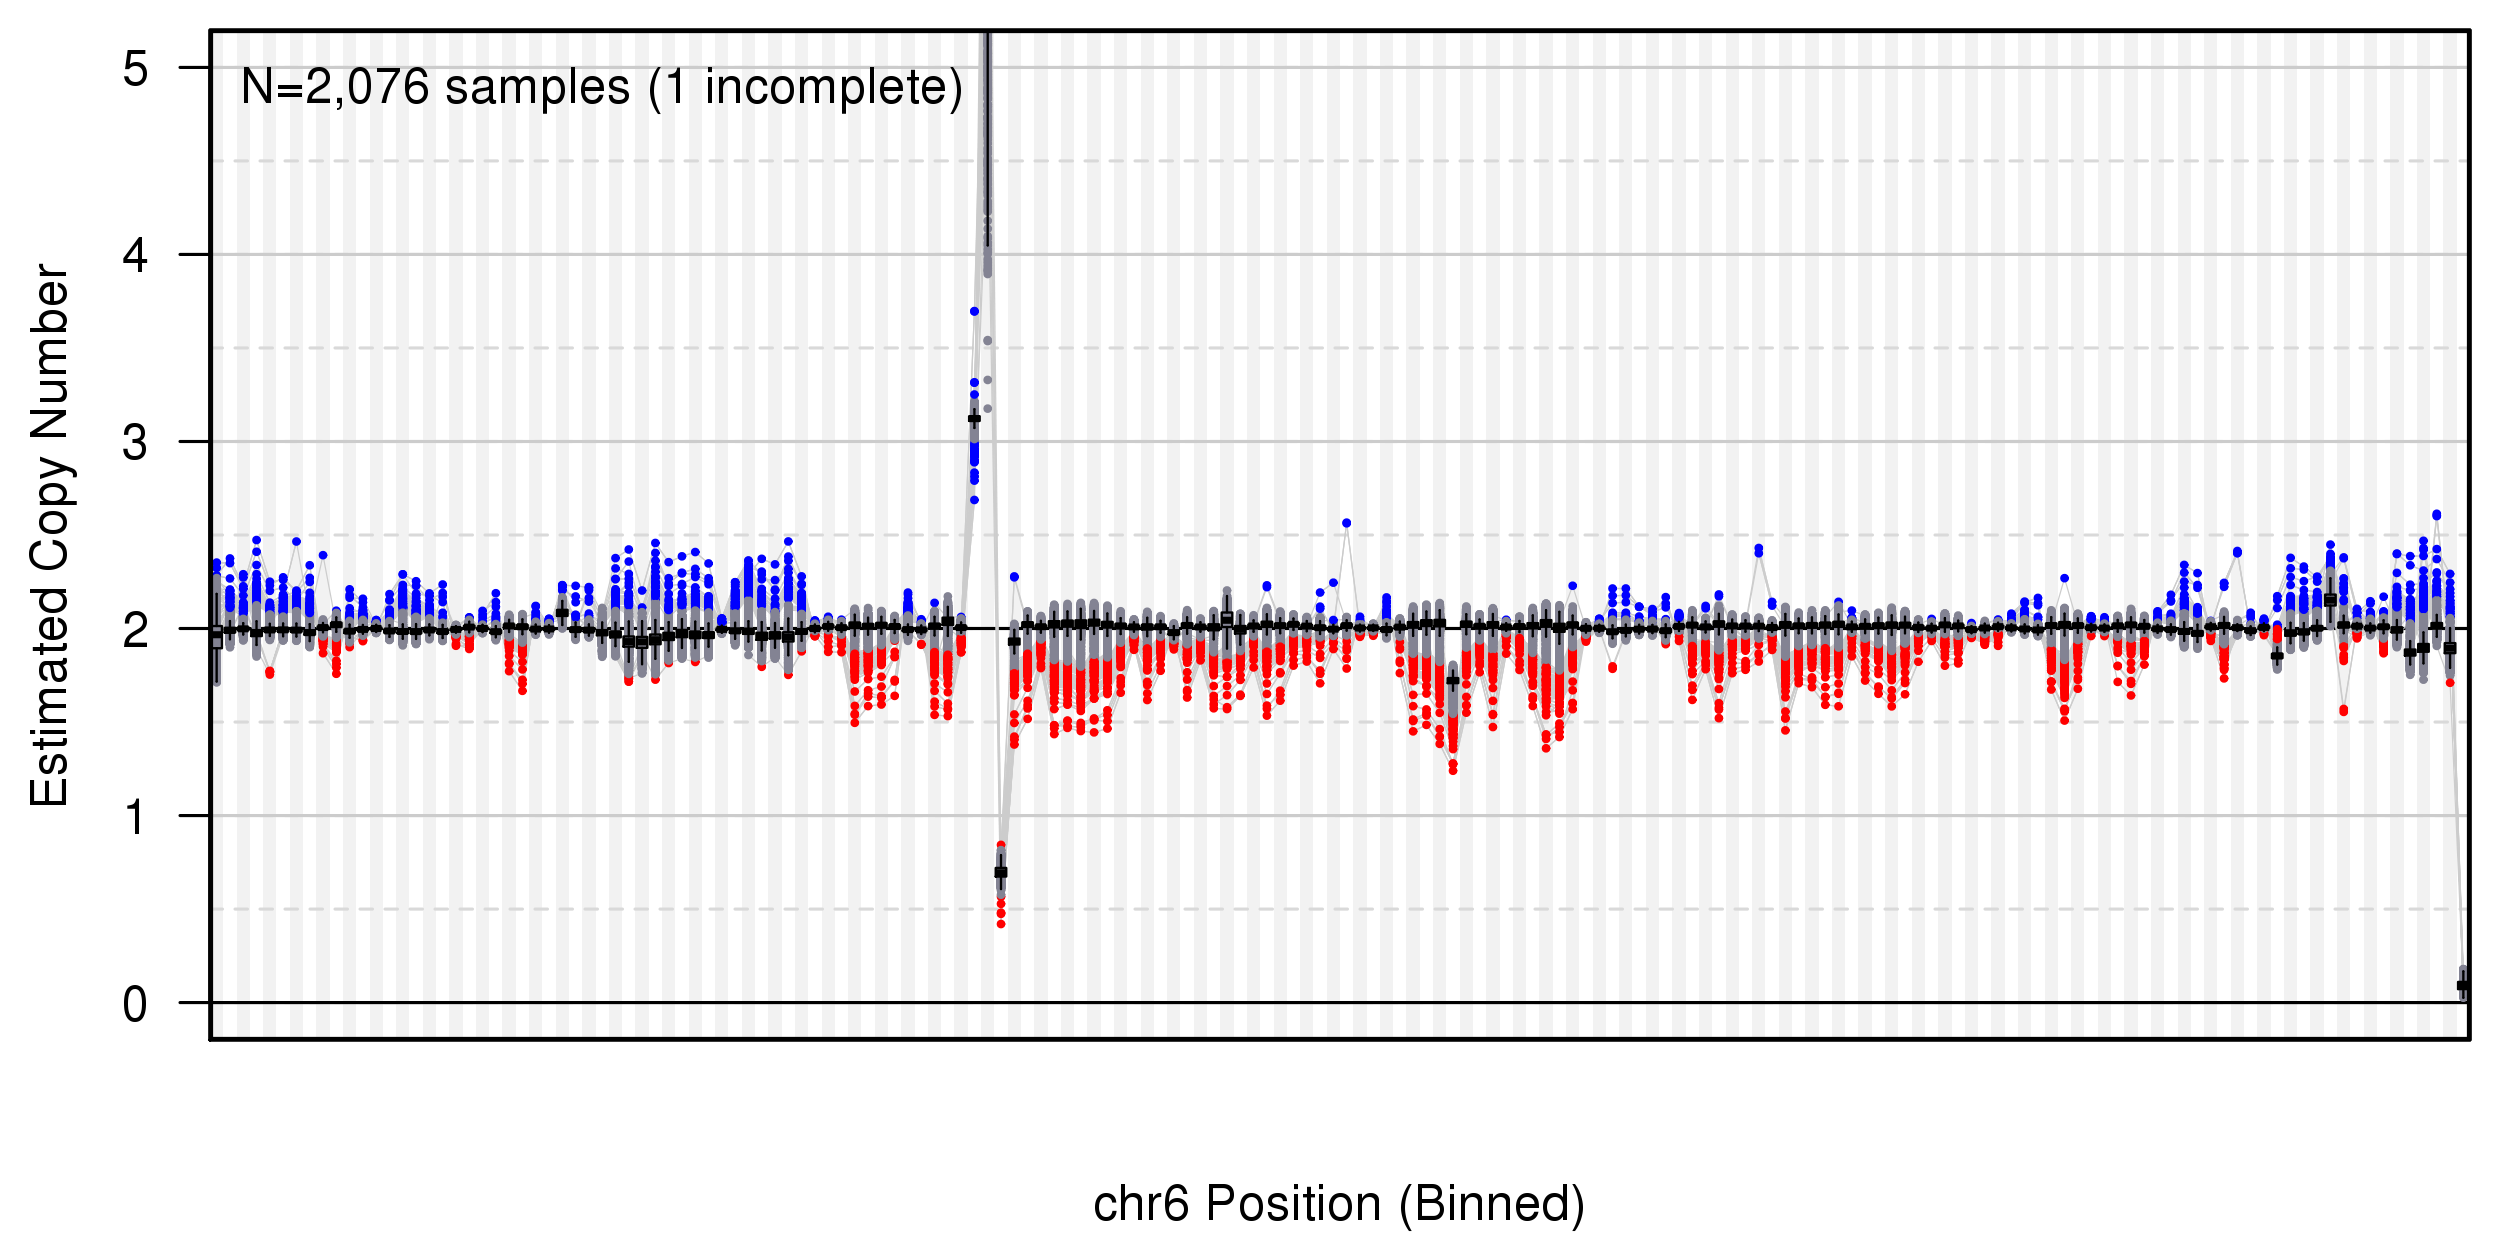 N=2,076 samples (1 incomplete)
Estimated Copy Number
5
4
3
2
1
0
chr6 Position (Binned)